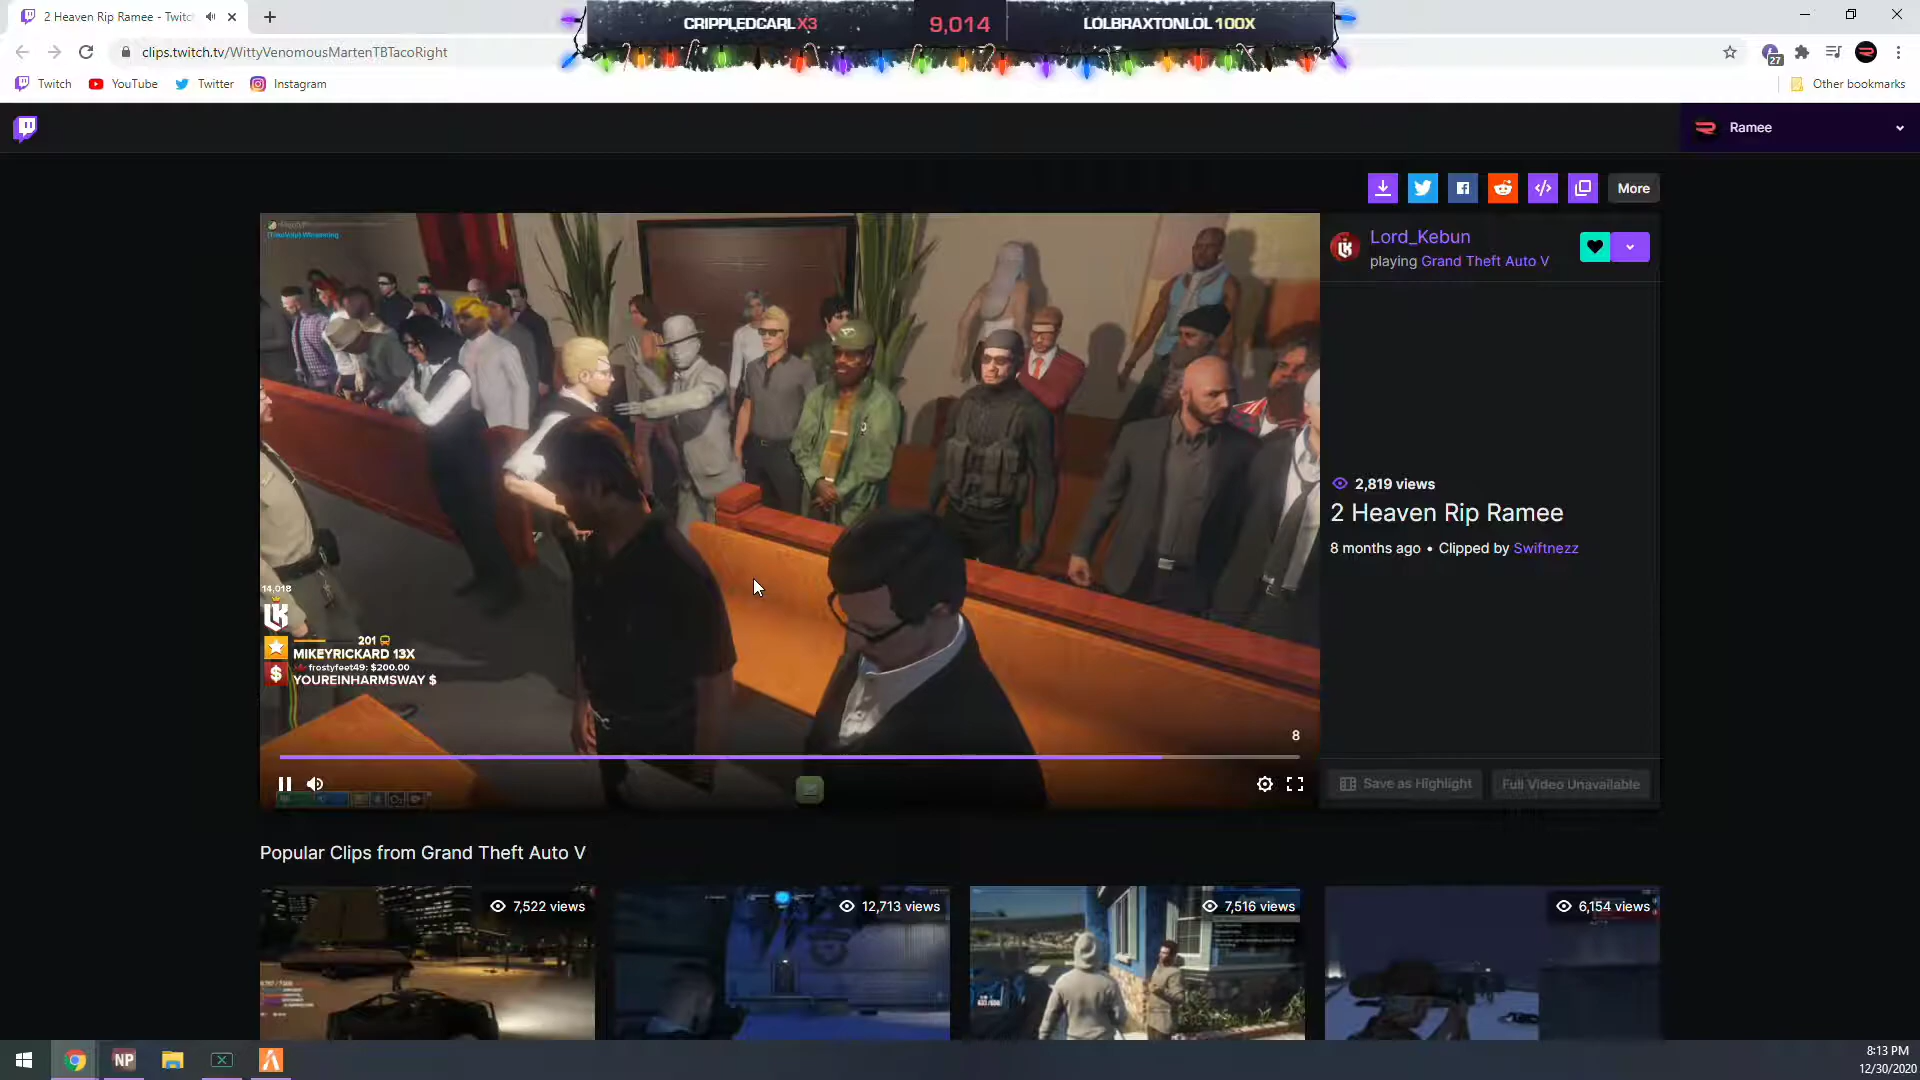 2 Heaven Rip Ramee - Twitc
CRIPPLEDCARL X3
9,014
LOLBRAXTONLOL 100X
clips.twitch.tv/WittyVenomousMartenTBTacoRight
27
Twitch
YouTube
Twitter
Instagram
Other bookmarks
Ramee
More
Lord_Kebun
playing Grand Theft Auto V
2,819 views
2 Heaven Rip Ramee
8 months ago • Clipped by Swiftnezz
14,018
201
MIKEYRICKARD 13X
frostyfeet49: $200.00
YOUREINHARMSWAY $
8
Save as Highlight
Full Video Unavailable
Popular Clips from Grand Theft Auto V
7,522 views
12,713 views
7,516 views
6,154 views
NP
8:13 PM
12/30/2020